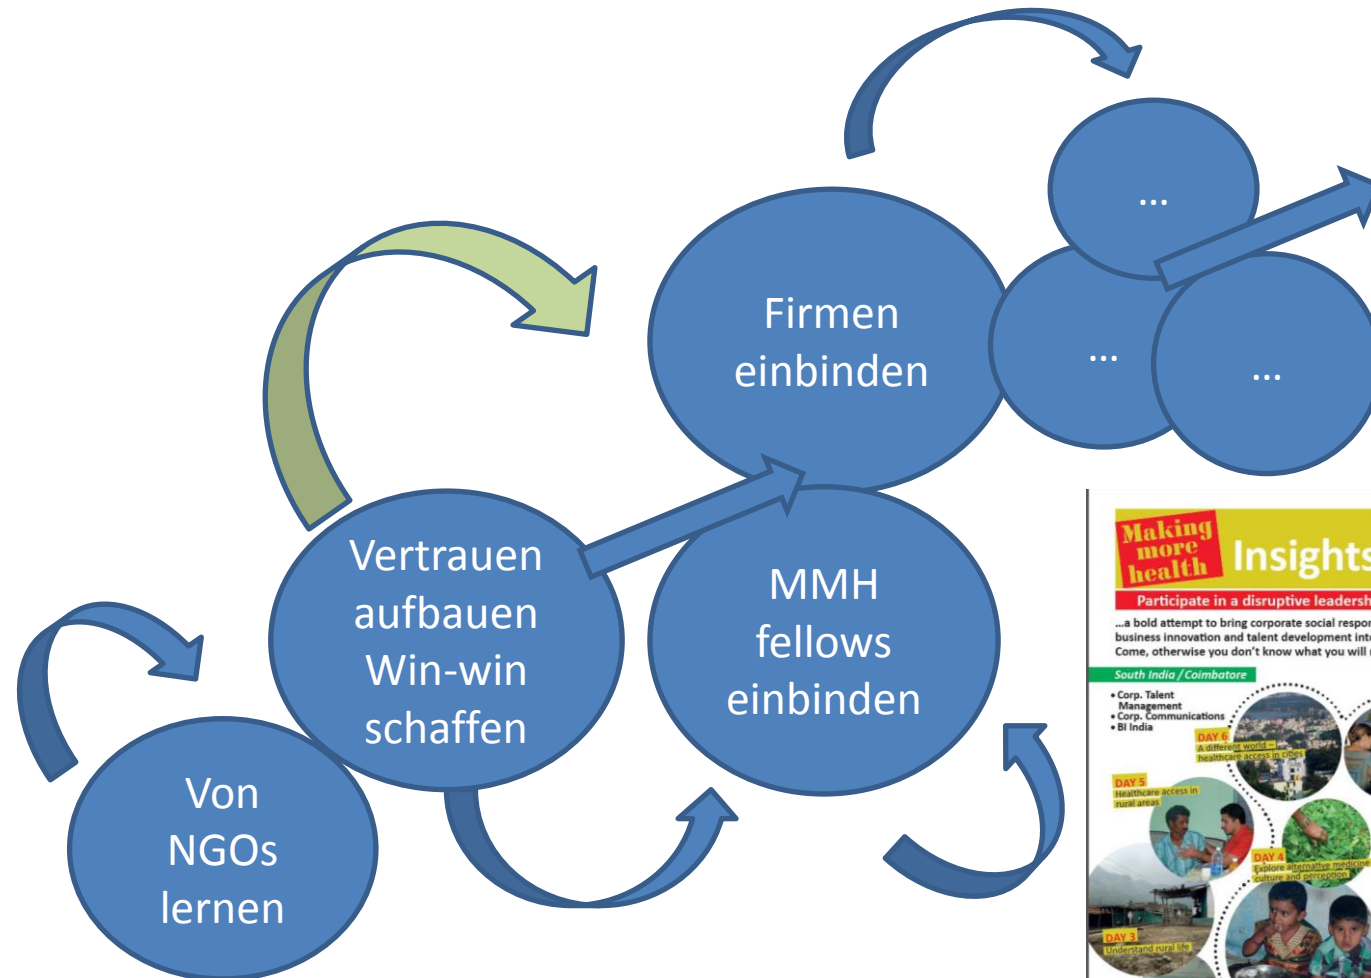 ...
...
...
Firmen
einbinden
Vertrauen
aufbauen
Win-win
schaffen
MMH
fellows
einbinden
Von
NGOs
lernen
Making
more
health
Insights
Participate in a disruptive
...a bold attempt to bring corporate social
business innovation and talent development
Come, otherwise you don't know what you will
South India / Coimbatore
• Corp. Talent
Management
• Corp. Communications
• BI India
DAY 6
A different world –
healthcare access in cities
DAY 5
Healthcare access in
rural areas
DAY 4
Explore alternative medicine
culture and perception
DAY 3
Understand rural life